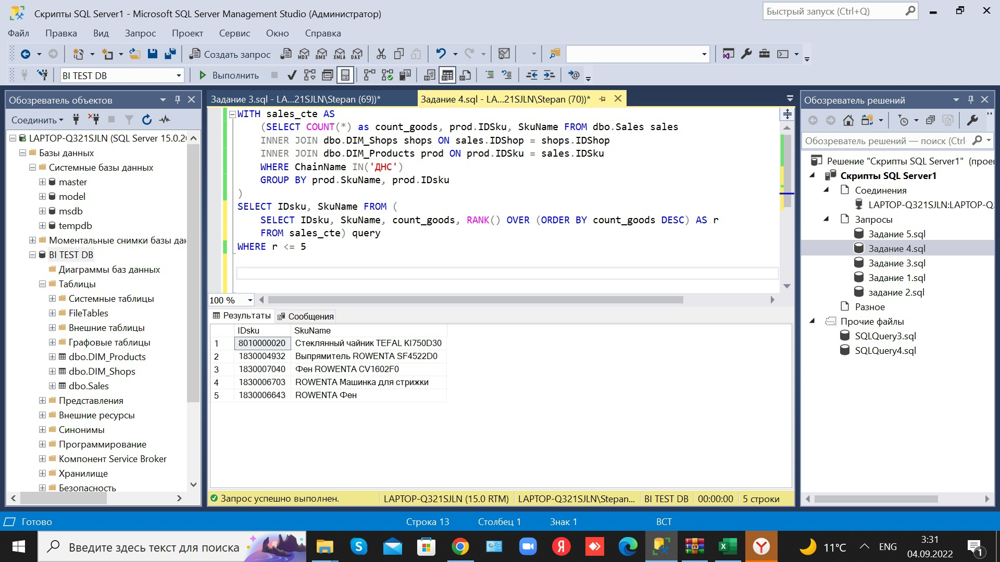 Скрипты SQL Server1 - Microsoft SQL Server Management Studio (Администратор)
Быстрый запуск (Ctrl+Q)
Файл Правка Вид Запрос Проект Сервис Окно Справка
Создать запрос MDX DMX XMLA DAX
BI TEST DB Выполнить
Обозреватель объектов
Соединить
LAPTOP-Q321SJLN (SQL Server 15.0.20
Базы данных
Системные базы данных
master
model
msdb
tempdb
Моментальные снимки базы дан
BI TEST DB
Диаграммы баз данных
Таблицы
Системные таблицы
FileTables
Внешние таблицы
Графовые таблицы
dbo.DIM_Products
dbo.DIM_Shops
dbo.Sales
Представления
Внешние ресурсы
Синонимы
Программирование
Компонент Service Broker
Хранилище
Безопасность
Задание 3.sql - LA...21SJLN\Stepan (69))*
Задание 4.sql - LA...21SJLN\Stepan (70))*
WITH sales_cte AS
(SELECT COUNT(*) as count_goods, prod.IDSku, SkuName FROM dbo.Sales sales
INNER JOIN dbo.DIM_Shops shops ON sales.IDShop = shops.IDShop
INNER JOIN dbo.DIM_Products prod ON prod.IDSku = sales.IDSku
WHERE ChainName IN('ДНС')
GROUP BY prod.SkuName, prod.IDsku
)
SELECT IDsku, SkuName FROM (
SELECT IDsku, SkuName, count_goods, RANK() OVER (ORDER BY count_goods DESC) AS r
FROM sales_cte) query
WHERE r <= 5
100 %
Результаты Сообщения
IDsku SkuName
1 8010000020 Стеклянный чайник TEFAL KI750D30
2 1830004932 Выпрямитель ROWENTA SF4522D0
3 1830007040 Фен ROWENTA CV1602F0
4 1830006703 ROWENTA Машинка для стрижки
5 1830006643 ROWENTA Фен
Запрос успешно выполнен. LAPTOP-Q321SJLN (15.0 RTM) LAPTOP-Q321SJLN\Stepan... BI TEST DB 00:00:00 5 строки
Обозреватель решений
Обозреватель решений — поиск (Ctrl-
Решение "Скрипты SQL Server1" (прое
Скрипты SQL Server1
Соединения
LAPTOP-Q321SJLN:LAPTOP-Q
Запросы
Задание 5.sql
Задание 4.sql
Задание 3.sql
Задание 1.sql
задание 2.sql
Разное
Прочие файлы
SQLQuery3.sql
SQLQuery4.sql
Готово Строка 13 Столбец 1 Знак 1 ВСТ
Введите здесь текст для поиска
11°C ENG 3:31
04.09.2022
1